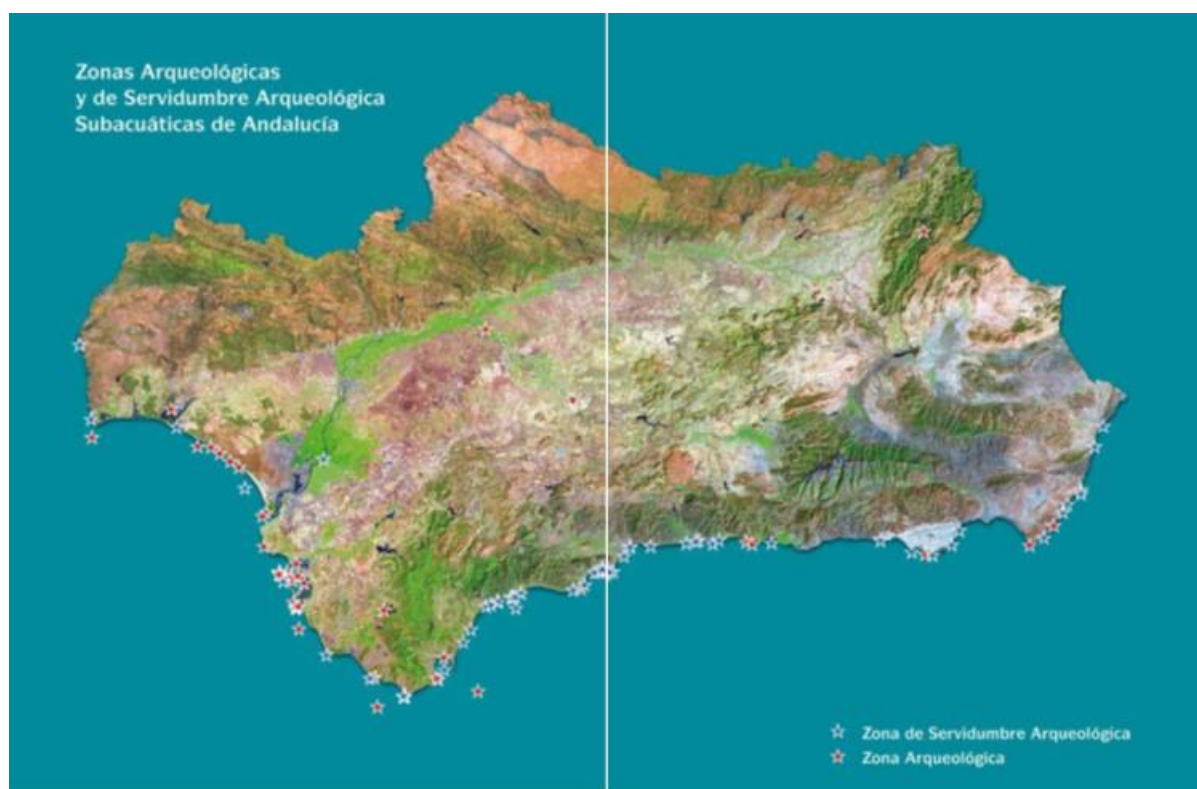 Zonas Arqueológicas
y de Servidumbre Arqueológica
Subacuáticas de Andalucía
Zona de Servidumbre Arqueológica
Zona Arqueológica